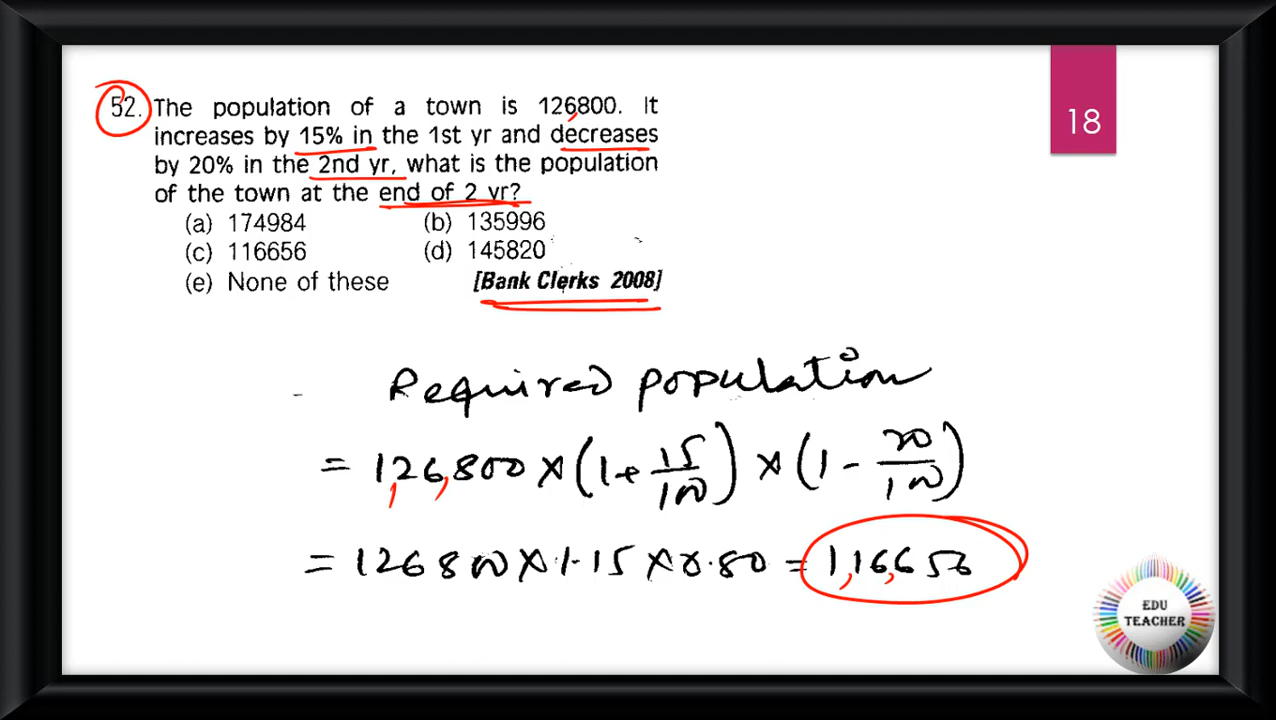 18
52. The population of a town is 126800. It
increases by 15% in the 1st yr and decreases
by 20% in the 2nd yr, what is the population
of the town at the end of 2 yr?
(a) 174984 (b) 135996
(c) 116656 (d) 145820
(e) None of these [Bank Clerks 2008]
Required population
= 1,26,800 × (1 + 15/100) × (1 - 20/100)
= 126800 × 1.15 × 0.80 = 1,16,656
EDU
TEACHER